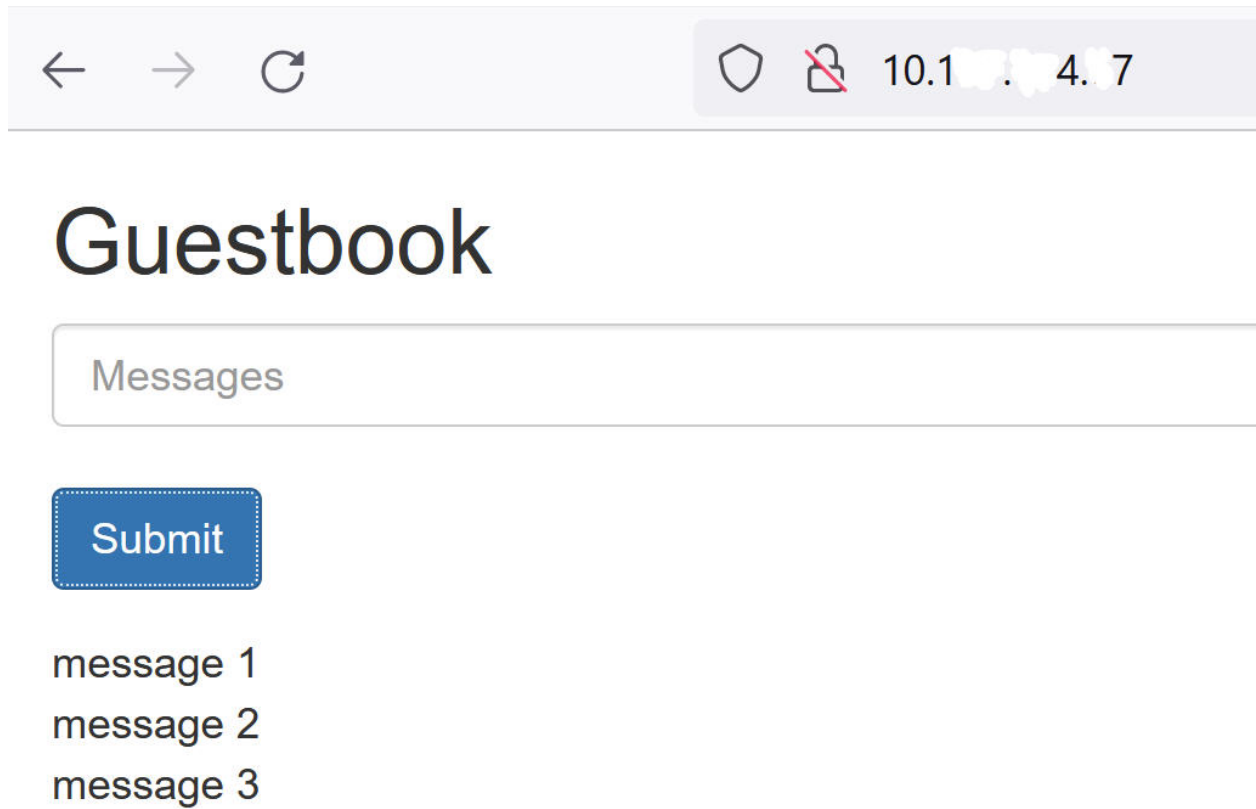 10.1 . 4. 7
Guestbook
Messages
Submit
message 1
message 2
message 3